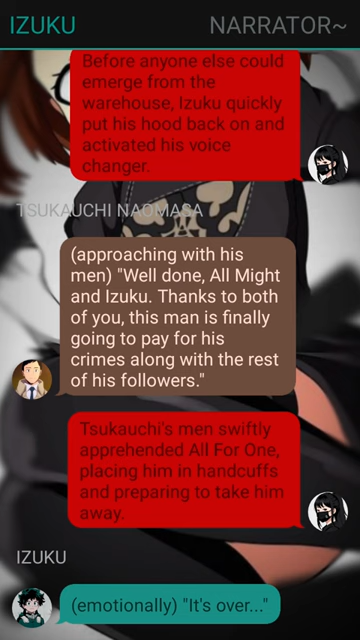 IZUKU NARRATOR~
Before anyone else could
emerge from the
warehouse, Izuku quickly
put his hood back on and
activated his voice
changer.
TSUKAUCHI NAOMASA
(approaching with his
men) "Well done, All Might
and Izuku. Thanks to both
of you, this man is finally
going to pay for his
crimes along with the rest
of his followers."
Tsukauchi's men swiftly
apprehended All For One,
placing him in handcuffs
and preparing to take him
away.
IZUKU
(emotionally) "It's over..."